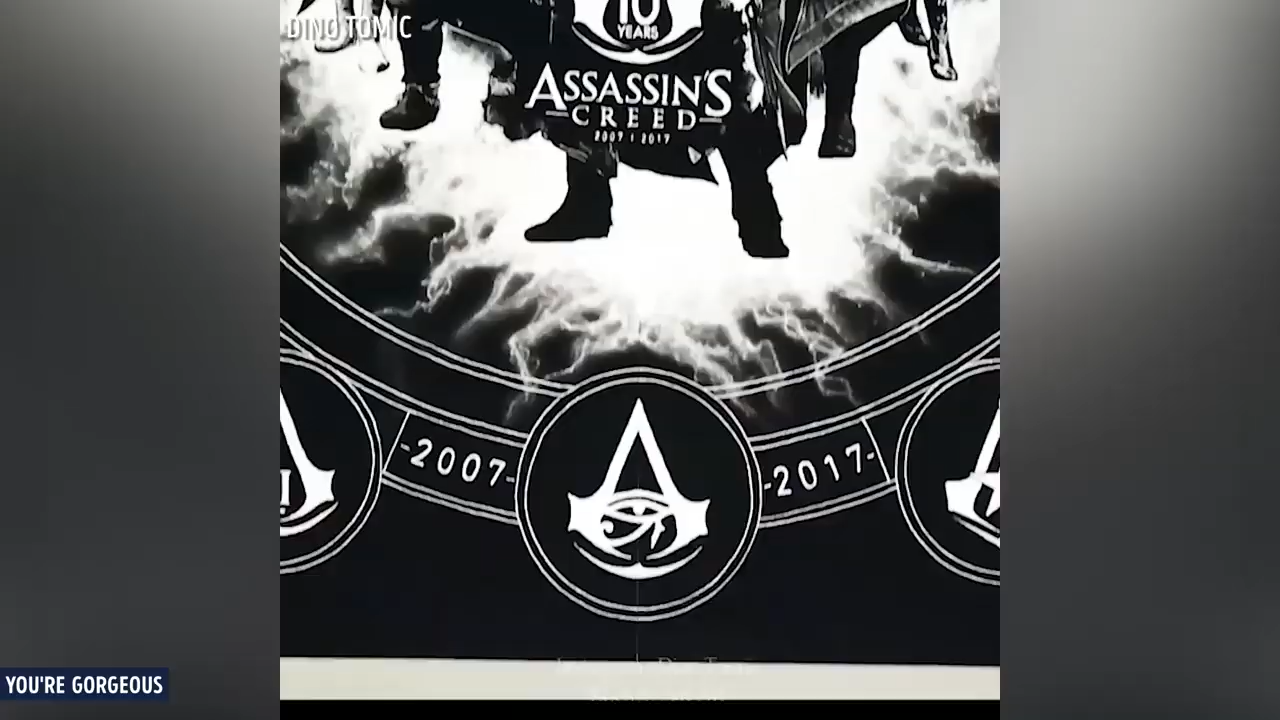 DINO TOMIC
10
YEARS
ASSASSIN'S
CREED
2007 | 2017
-2007-
-2017-
YOU'RE GORGEOUS